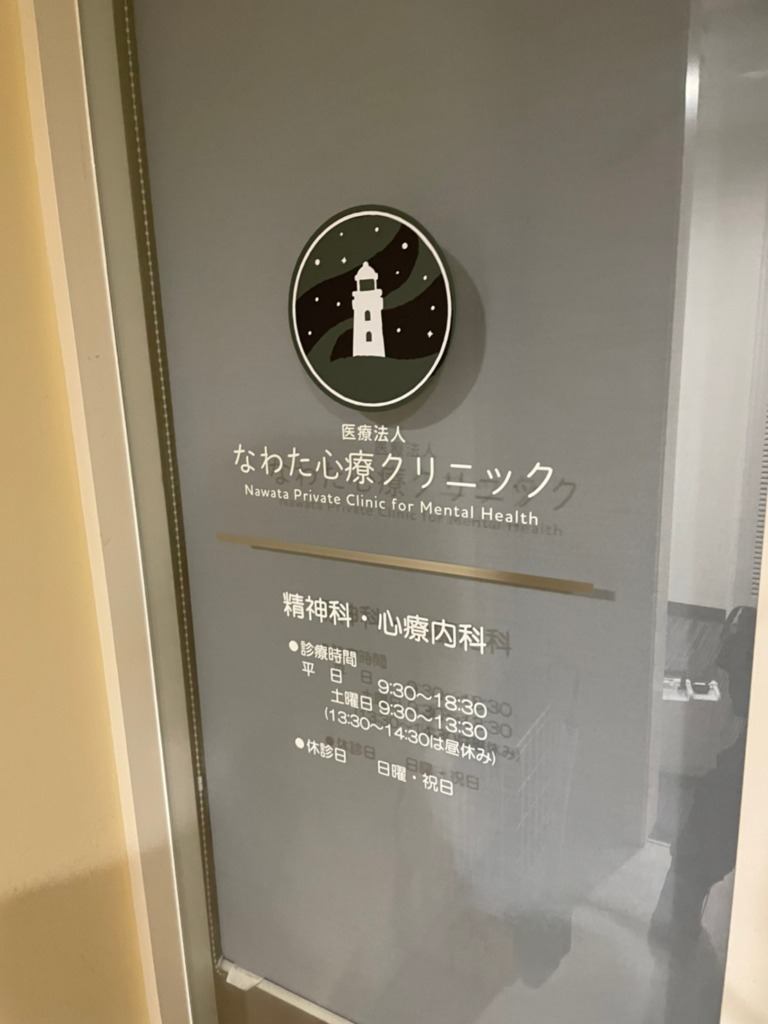 医療法人
なわた心療クリニック
Nawata Private Clinic for Mental Health
精神科・心療内科
●診療時間
平 日 9:30〜18:30
土曜日 9:30〜13:30
(13:30〜14:30は昼休み)
●休診日 日曜・祝日